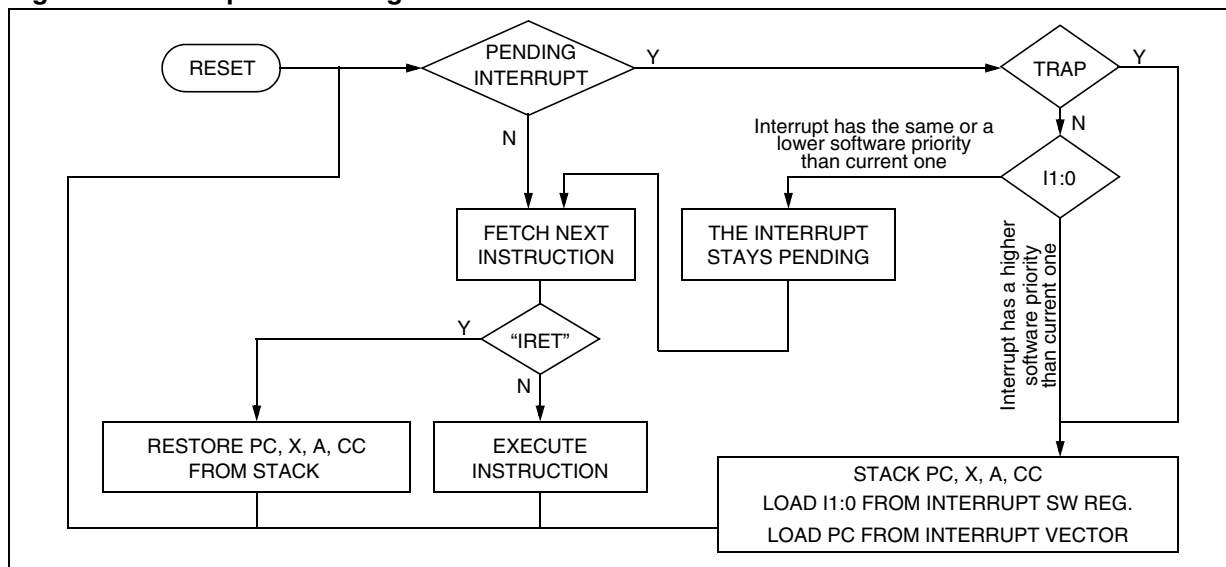 RESET
PENDING
INTERRUPT
Y
TRAP
Y
N
N
Interrupt has the same or a
lower software priority
than current one
I1:0
FETCH NEXT
INSTRUCTION
THE INTERRUPT
STAYS PENDING
Interrupt has a higher
software priority
than current one
Y
“IRET”
N
RESTORE PC, X, A, CC
FROM STACK
EXECUTE
INSTRUCTION
STACK PC, X, A, CC
LOAD I1:0 FROM INTERRUPT SW REG.
LOAD PC FROM INTERRUPT VECTOR